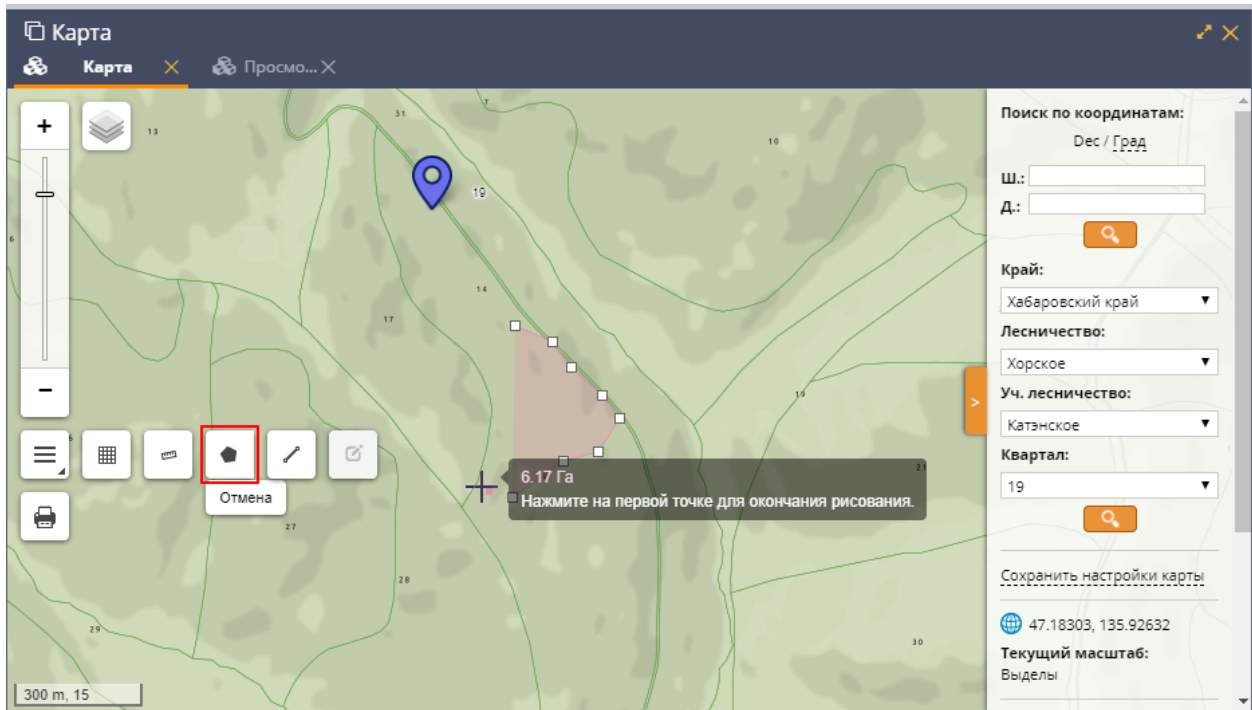 Карта
Карта
Просмо...
+
−
Отмена
300 m, 15
13
31
7
10
19
6
14
17
19
6
21
27
28
29
30
6.17 Га
Нажмите на первой точке для окончания рисования.
>
Поиск по координатам:
Dec / Град
Ш.:
Д.:
Край:
Хабаровский край
Лесничество:
Хорское
Уч. лесничество:
Катэнское
Квартал:
19
Сохранить настройки карты
47.18303, 135.92632
Текущий масштаб:
Выделы